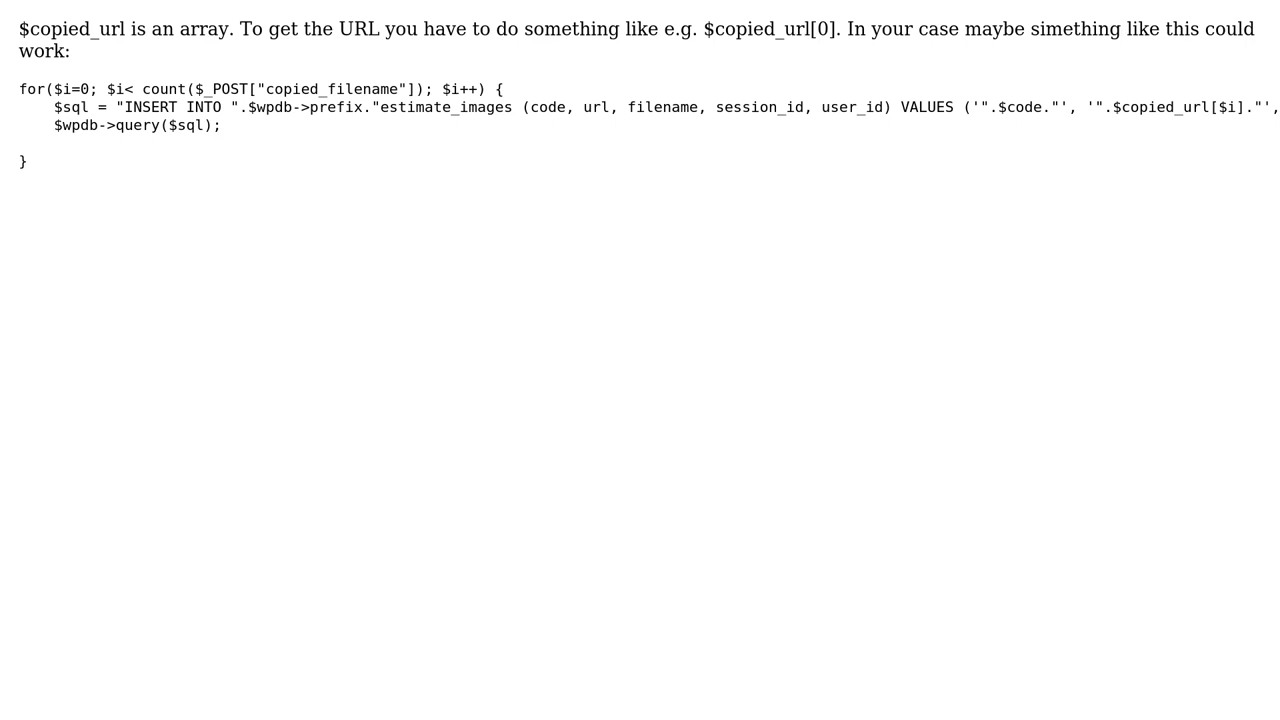 $copied_url is an array. To get the URL you have to do something like e.g. $copied_url[0]. In your case maybe simething like this could
work:
for($i=0; $i< count($_POST["copied_filename"]); $i++) {
    $sql = "INSERT INTO ".$wpdb->prefix."estimate_images (code, url, filename, session_id, user_id) VALUES ('".$code."', '".$copied_url[$i]."',
    $wpdb->query($sql);
}